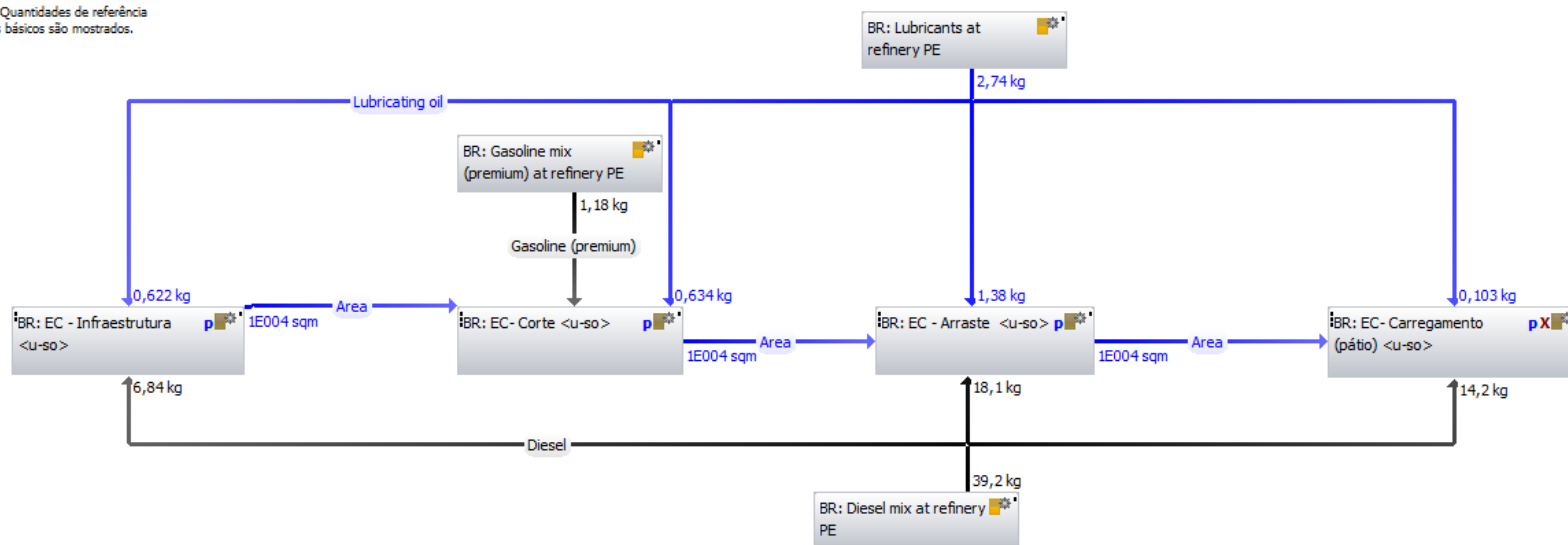 Quantidades de referência
básicos são mostrados.
BR: Lubricants at
refinery PE
2,74 kg
Lubricating oil
BR: Gasoline mix
(premium) at refinery PE
1,18 kg
Gasoline (premium)
0,622 kg
0,634 kg
1,38 kg
0,103 kg
BR: EC - Infraestrutura p
<u-so>
Area
1E004 sqm
BR: EC- Corte <u-so> p
Area
1E004 sqm
BR: EC - Arraste <u-so> p
Area
1E004 sqm
BR: EC- Carregamento p X
(pátio) <u-so>
6,84 kg
18,1 kg
14,2 kg
Diesel
39,2 kg
BR: Diesel mix at refinery
PE